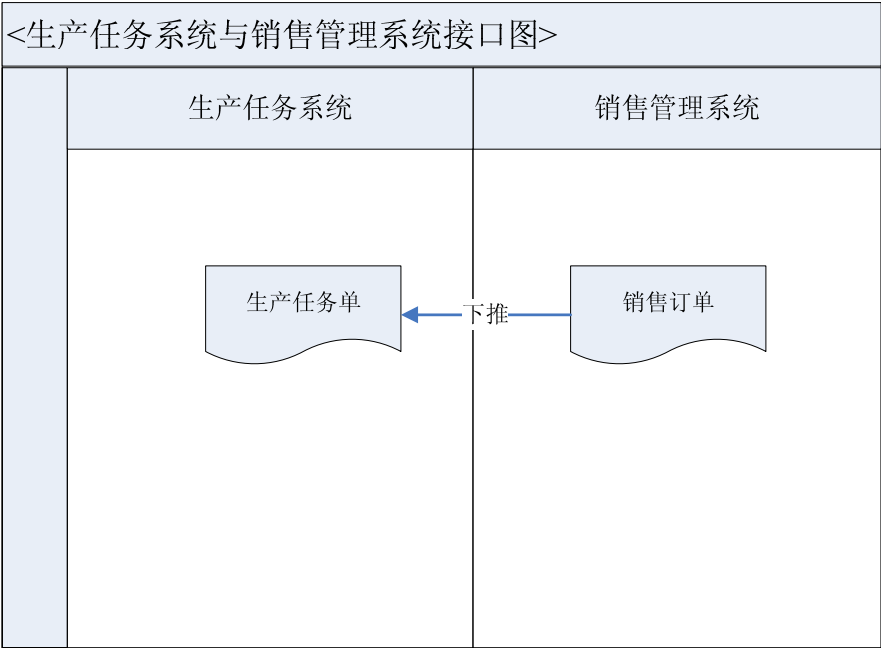 <生产任务系统与销售管理系统接口图>
生产任务系统
销售管理系统
生产任务单
下推
销售订单